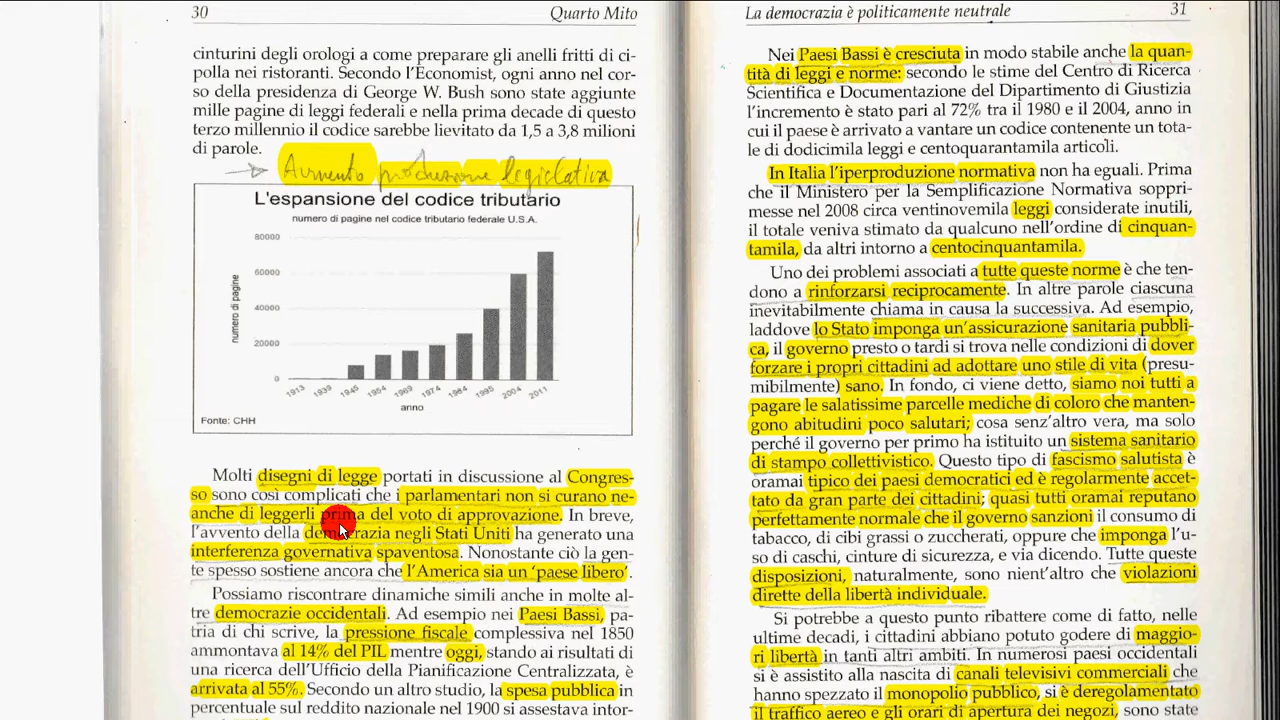 30
Quarto Mito
cinturini degli orologi a come preparare gli anelli fritti di ci-
polla nei ristoranti. Secondo l'Economist, ogni anno nel cor-
so della presidenza di George W. Bush sono state aggiunte
mille pagine di leggi federali e nella prima decade di questo
terzo millennio il codice sarebbe lievitato da 1,5 a 3,8 milioni
di parole.
Aumento produzione legislativa
L'espansione del codice tributario
numero di pagine nel codice tributario federale U.S.A.
80000
60000
40000
20000
0
numero di pagine
1913 1939 1945 1954 1969 1974 1984 1995 2004 2011
anno
Fonte: CHH
Molti disegni di legge portati in discussione al Congres-
so sono così complicati che i parlamentari non si curano ne-
anche di leggerli prima del voto di approvazione. In breve,
l'avvento della democrazia negli Stati Uniti ha generato una
interferenza governativa spaventosa. Nonostante ciò la gen-
te spesso sostiene ancora che l'America sia un 'paese libero'.
Possiamo riscontrare dinamiche simili anche in molte al-
tre democrazie occidentali. Ad esempio nei Paesi Bassi, pa-
tria di chi scrive, la pressione fiscale complessiva nel 1850
ammontava al 14% del PIL mentre oggi, stando ai risultati di
una ricerca dell'Ufficio della Pianificazione Centralizzata, è
arrivata al 55%. Secondo un altro studio, la spesa pubblica in
percentuale sul reddito nazionale nel 1900 si assestava intor-
La democrazia è politicamente neutrale
31
Nei Paesi Bassi è cresciuta in modo stabile anche la quan-
tità di leggi e norme: secondo le stime del Centro di Ricerca
Scientifica e Documentazione del Dipartimento di Giustizia
l'incremento è stato pari al 72% tra il 1980 e il 2004, anno in
cui il paese è arrivato a vantare un codice contenente un tota-
le di dodicimila leggi e centoquarantamila articoli.
In Italia l'iperproduzione normativa non ha eguali. Prima
che il Ministero per la Semplificazione Normativa soppri-
messe nel 2008 circa ventinovemila leggi considerate inutili,
il totale veniva stimato da qualcuno nell'ordine di cinquan-
tamila, da altri intorno a centocinquantamila.
Uno dei problemi associati a tutte queste norme è che ten-
dono a rinforzarsi reciprocamente. In altre parole ciascuna
inevitabilmente chiama in causa la successiva. Ad esempio,
laddove lo Stato imponga un'assicurazione sanitaria pubbli-
ca, il governo presto o tardi si trova nelle condizioni di dover
forzare i propri cittadini ad adottare uno stile di vita (presu-
mibilmente) sano. In fondo, ci viene detto, siamo noi tutti a
pagare le salatissime parcelle mediche di coloro che manten-
gono abitudini poco salutari; cosa senz'altro vera, ma solo
perché il governo per primo ha istituito un sistema sanitario
di stampo collettivistico. Questo tipo di fascismo salutista è
oramai tipico dei paesi democratici ed è regolarmente accet-
tato da gran parte dei cittadini; quasi tutti oramai reputano
perfettamente normale che il governo sanzioni il consumo di
tabacco, di cibi grassi o zuccherati, oppure che imponga l'u-
so di caschi, cinture di sicurezza, e via dicendo. Tutte queste
disposizioni, naturalmente, sono nient'altro che violazioni
dirette della libertà individuale.
Si potrebbe a questo punto ribattere come di fatto, nelle
ultime decadi, i cittadini abbiano potuto godere di maggio-
ri libertà in tanti altri ambiti. In numerosi paesi occidentali
si è assistito alla nascita di canali televisivi commerciali che
hanno spezzato il monopolio pubblico, si è deregolamentato
il traffico aereo e gli orari di apertura dei negozi, sono state